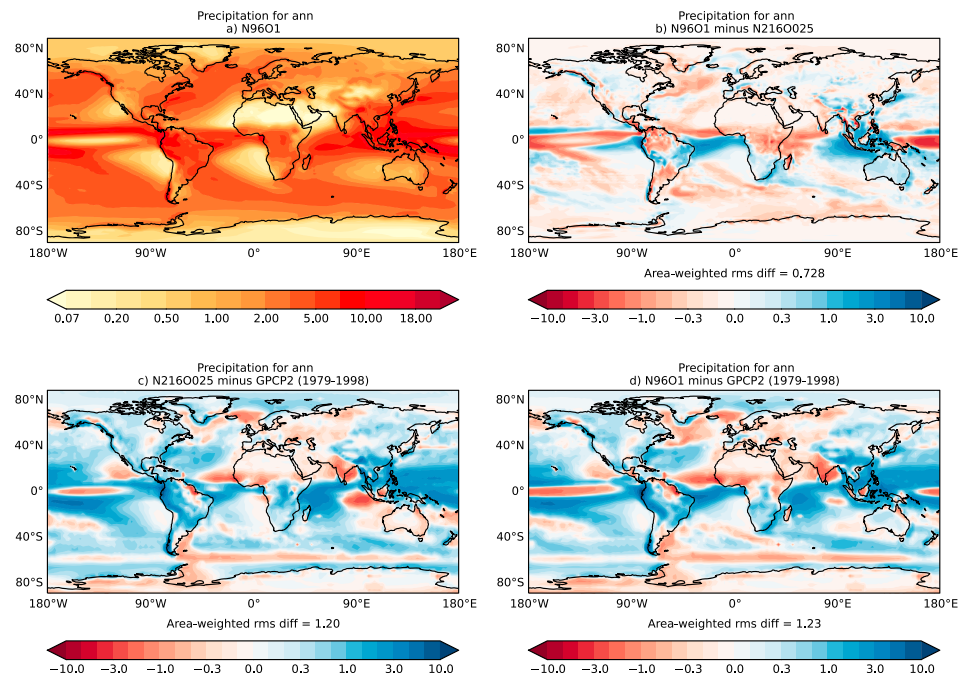 Precipitation for ann
a) N96O1
80°N
40°N
0°
40°S
80°S
180°W 90°W 0° 90°E 180°E
0.07 0.20 0.50 1.00 2.00 5.00 10.00 18.00
Precipitation for ann
b) N96O1 minus N216O025
80°N
40°N
0°
40°S
80°S
180°W 90°W 0° 90°E 180°E
Area-weighted rms diff = 0.728
−10.0 −3.0 −1.0 −0.3 0.0 0.3 1.0 3.0 10.0
Precipitation for ann
c) N216O025 minus GPCP2 (1979-1998)
80°N
40°N
0°
40°S
80°S
180°W 90°W 0° 90°E 180°E
Area-weighted rms diff = 1.20
−10.0 −3.0 −1.0 −0.3 0.0 0.3 1.0 3.0 10.0
Precipitation for ann
d) N96O1 minus GPCP2 (1979-1998)
80°N
40°N
0°
40°S
80°S
180°W 90°W 0° 90°E 180°E
Area-weighted rms diff = 1.23
−10.0 −3.0 −1.0 −0.3 0.0 0.3 1.0 3.0 10.0